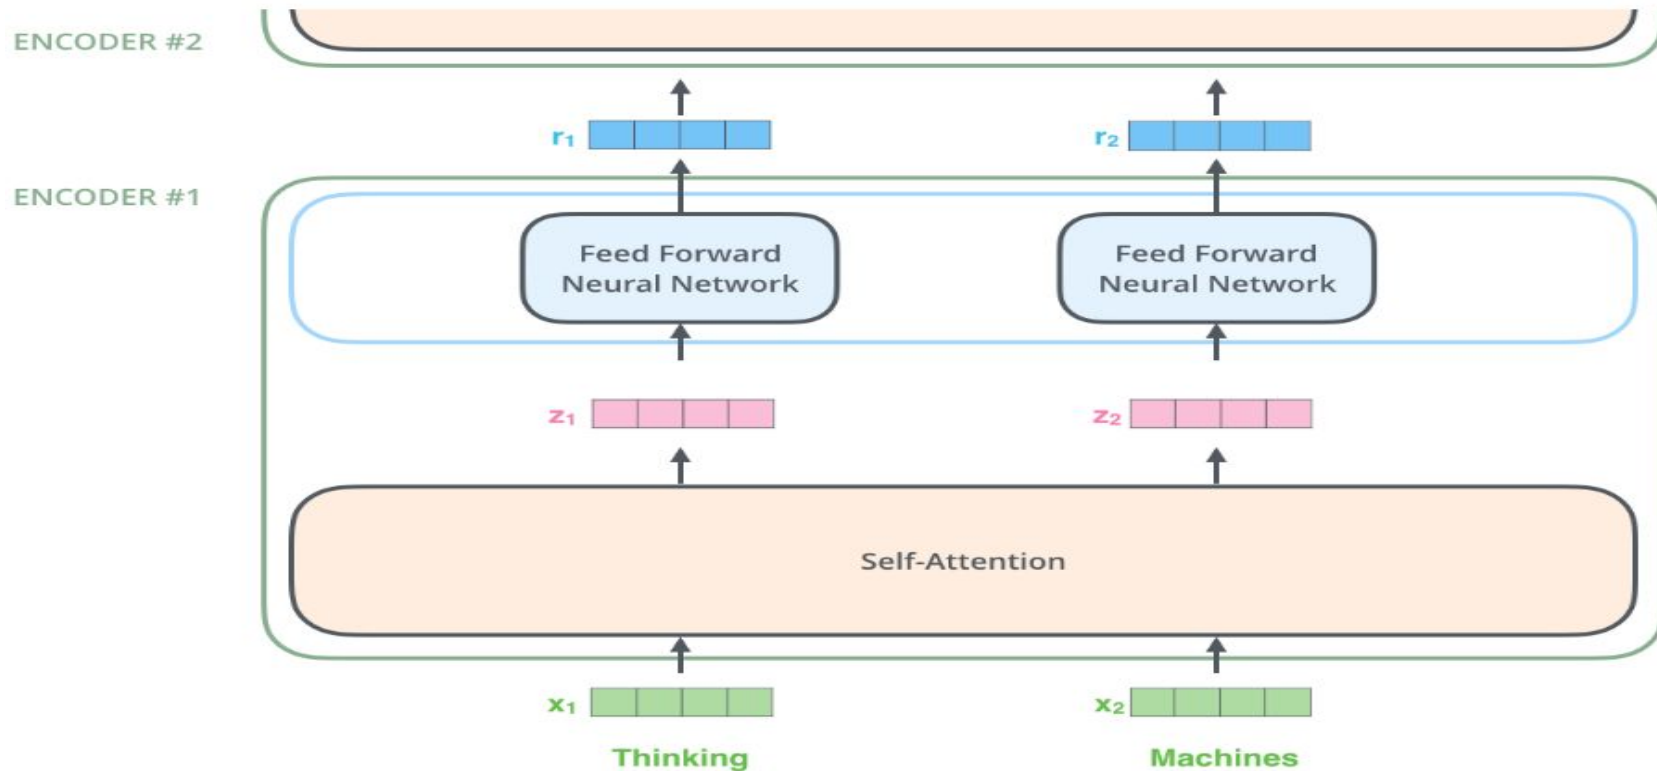 ENCODER #2
r₁
r₂
ENCODER #1
Feed Forward
Neural Network
Feed Forward
Neural Network
z₁
z₂
Self-Attention
x₁
x₂
Thinking
Machines